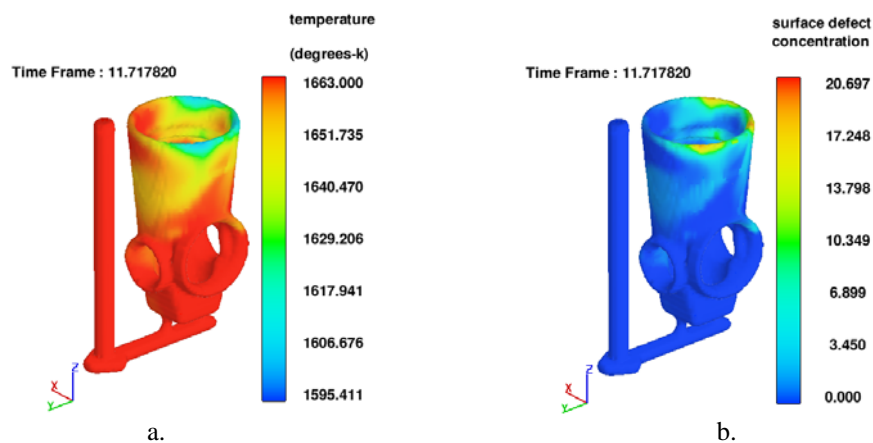 temperature
(degrees-k)
Time Frame : 11.717820
1663.000
1651.735
1640.470
1629.206
1617.941
1606.676
1595.411
X
Y
Z
a.
surface defect
concentration
Time Frame : 11.717820
20.697
17.248
13.798
10.349
6.899
3.450
0.000
X
Y
Z
b.